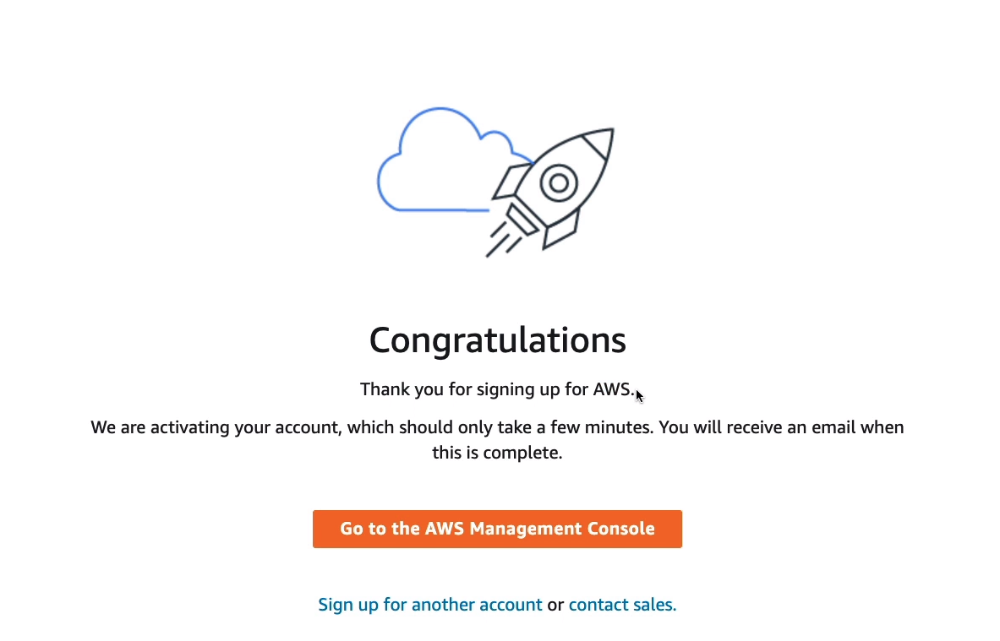 Congratulations
Thank you for signing up for AWS.
We are activating your account, which should only take a few minutes. You will receive an email when
this is complete.
Go to the AWS Management Console
Sign up for another account or contact sales.